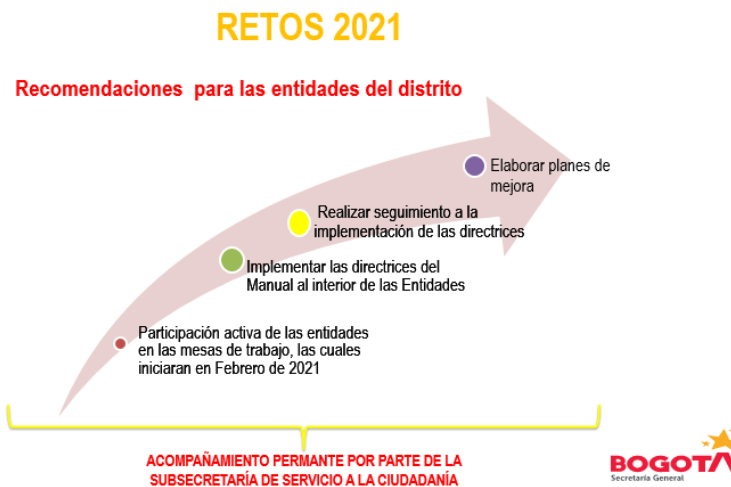 RETOS 2021
Recomendaciones para las entidades del distrito
Elaborar planes de
mejora
Realizar seguimiento a la
implementación de las directrices
Implementar las directrices del
Manual al interior de las Entidades
Participación activa de las entidades
en las mesas de trabajo, las cuales
iniciaran en Febrero de 2021
ACOMPAÑAMIENTO PERMANTE POR PARTE DE LA
SUBSECRETARÍA DE SERVICIO A LA CIUDADANÍA
BOGOTA
Secretaría General